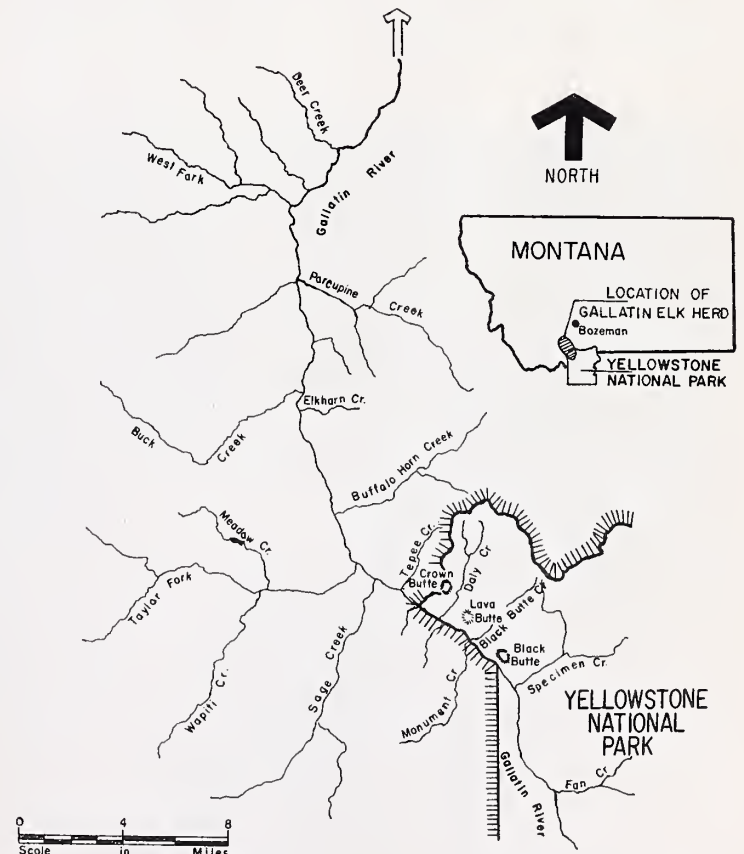 Deer Creek
West Fork
Gallatin River
NORTH
MONTANA
LOCATION OF
GALLATIN ELK HERD
Bozeman
YELLOWSTONE
NATIONAL PARK
Porcupine Creek
Elkhorn Cr.
Buck Creek
Buffalo Horn Creek
Meadow Cr.
Tepee Cr.
Crown
Butte
Daly Cr
Taylor Fork
Lava
Butte
Black Butte Cr
Black
Butte
Sage Creek
Wapiti Cr.
Monument Cr
Specimen Cr.
YELLOWSTONE
NATIONAL
PARK
Gallatin River
Fan Cr
0 4 8
Scale in Miles